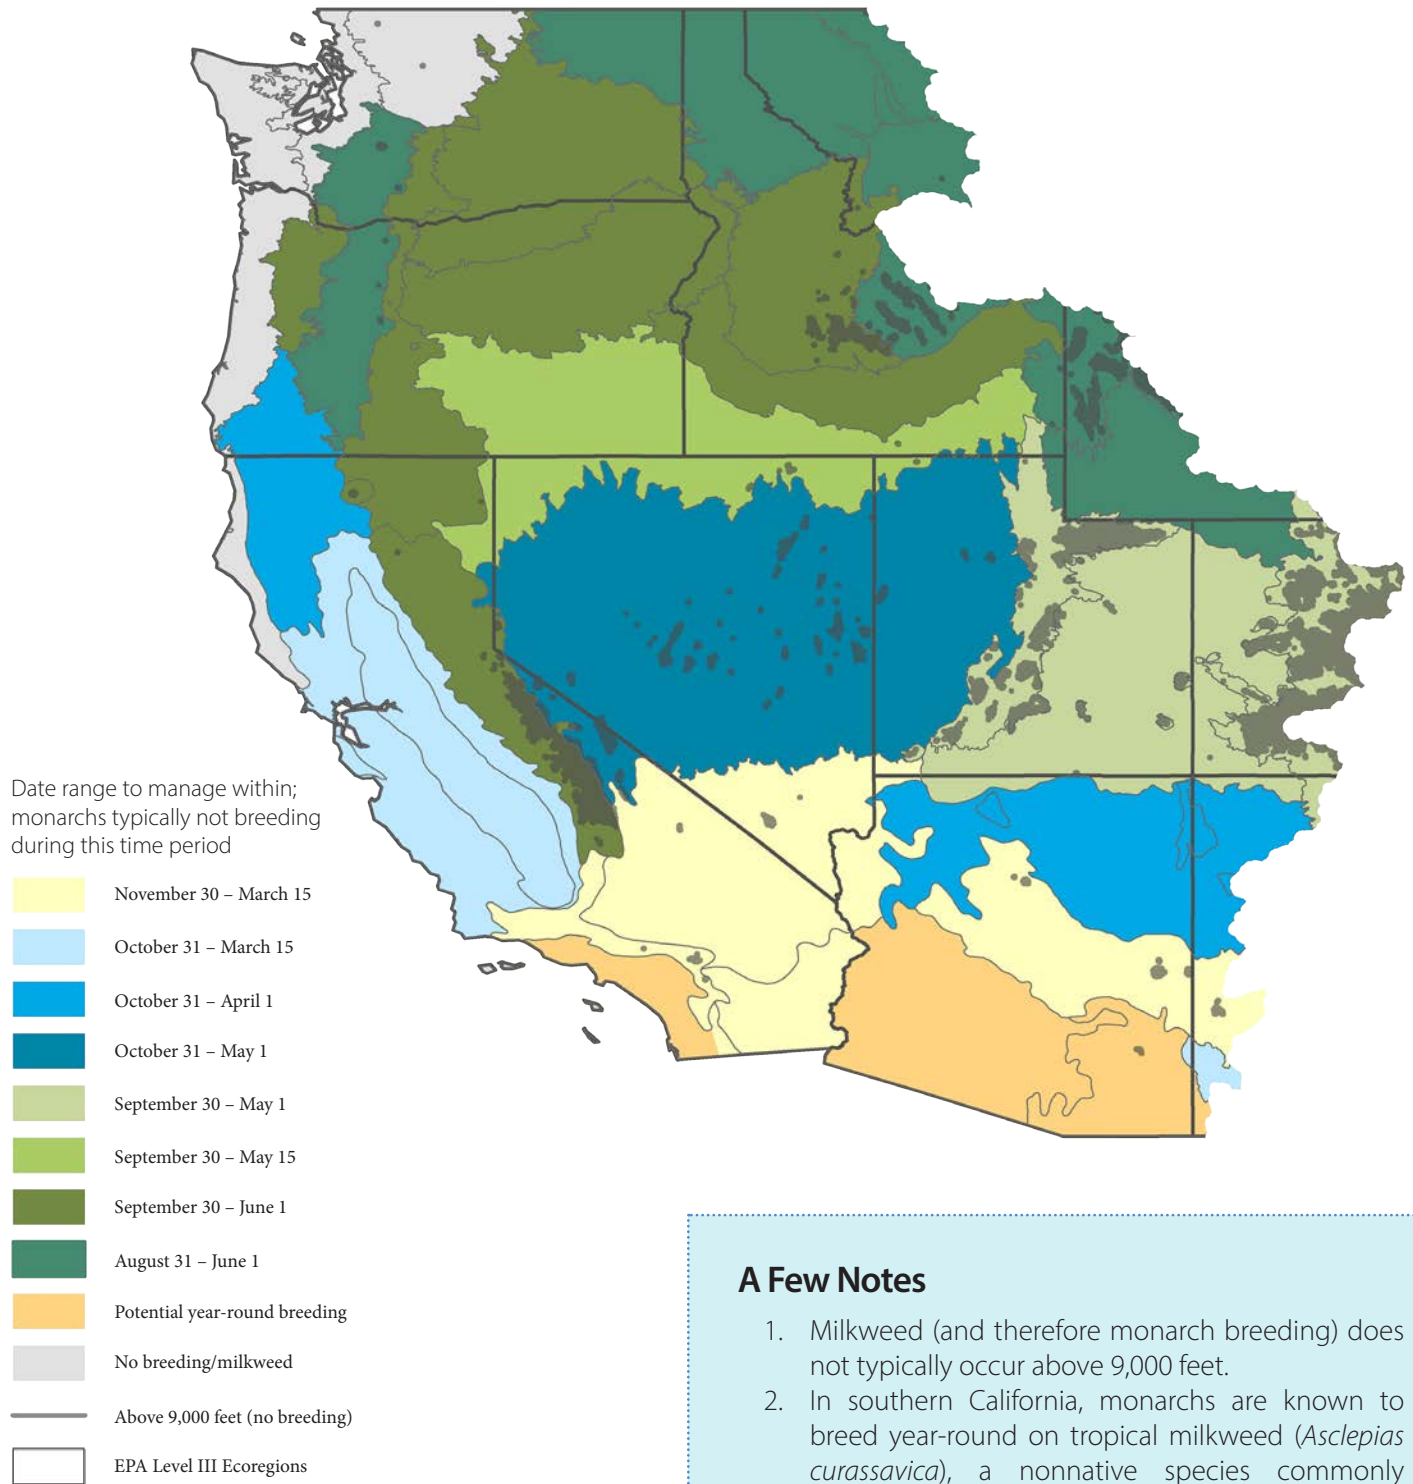 Date range to manage within;
monarchs typically not breeding
during this time period
November 30 – March 15
October 31 – March 15
October 31 – April 1
October 31 – May 1
September 30 – May 1
September 30 – May 15
September 30 – June 1
August 31 – June 1
Potential year-round breeding
No breeding/milkweed
Above 9,000 feet (no breeding)
EPA Level III Ecoregions
A Few Notes
1. Milkweed (and therefore monarch breeding) does
not typically occur above 9,000 feet.
2. In southern California, monarchs are known to
breed year-round on tropical milkweed (Asclepias
curassavica), a nonnative species commonly